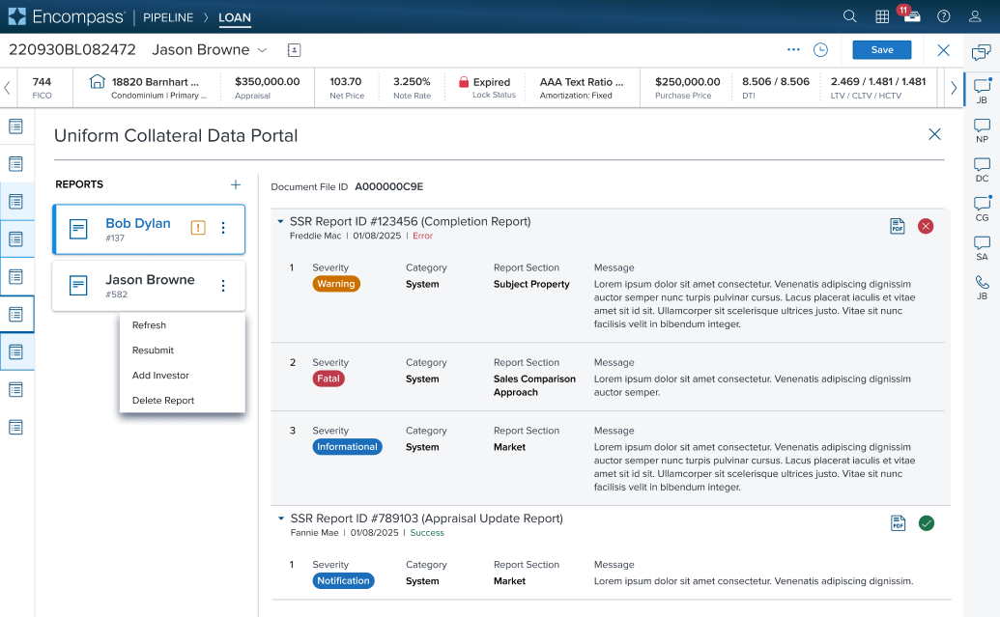 Encompass® | PIPELINE > LOAN
11
220930BL082472 Jason Browne
Save
744
FICO
18820 Barnhart ...
Condominium | Primary ...
$350,000.00
Appraisal
103.70
Net Price
3.250%
Note Rate
Expired
Lock Status
AAA Text Ratio ...
Amortization: Fixed
$250,000.00
Purchase Price
8.506 / 8.506
DTI
2.469 / 1.481 / 1.481
LTV / CLTV / HCTV
JB
NP
DC
CG
SA
JB
Uniform Collateral Data Portal
REPORTS
Bob Dylan
#137
Jason Browne
#582
Refresh
Resubmit
Add Investor
Delete Report
Document File ID A000000C9E
SSR Report ID #123456 (Completion Report)
Freddie Mac | 01/08/2025 | Error
PDF
1 Severity Category Report Section Message
Warning System Subject Property Lorem ipsum dolor sit amet consectetur. Venenatis adipiscing dignissim
auctor semper nunc turpis pulvinar cursus. Lacus placerat iaculis et vitae
amet sit id sit. Ullamcorper sit scelerisque ultrices justo. Vitae sit nunc
facilisis velit in bibendum integer.
2 Severity Category Report Section Message
Fatal System Sales Comparison Lorem ipsum dolor sit amet consectetur. Venenatis adipiscing dignissim
Approach auctor semper.
3 Severity Category Report Section Message
Informational System Market Lorem ipsum dolor sit amet consectetur. Venenatis adipiscing dignissim
auctor semper nunc turpis pulvinar cursus. Lacus placerat iaculis et vitae
amet sit id sit. Ullamcorper sit scelerisque ultrices justo. Vitae sit nunc
facilisis velit in bibendum integer.
SSR Report ID #789103 (Appraisal Update Report)
Fannie Mae | 01/08/2025 | Success
PDF
1 Severity Category Report Section Message
Notification System Market Lorem ipsum dolor sit amet consectetur. Venenatis adipiscing dignissim.